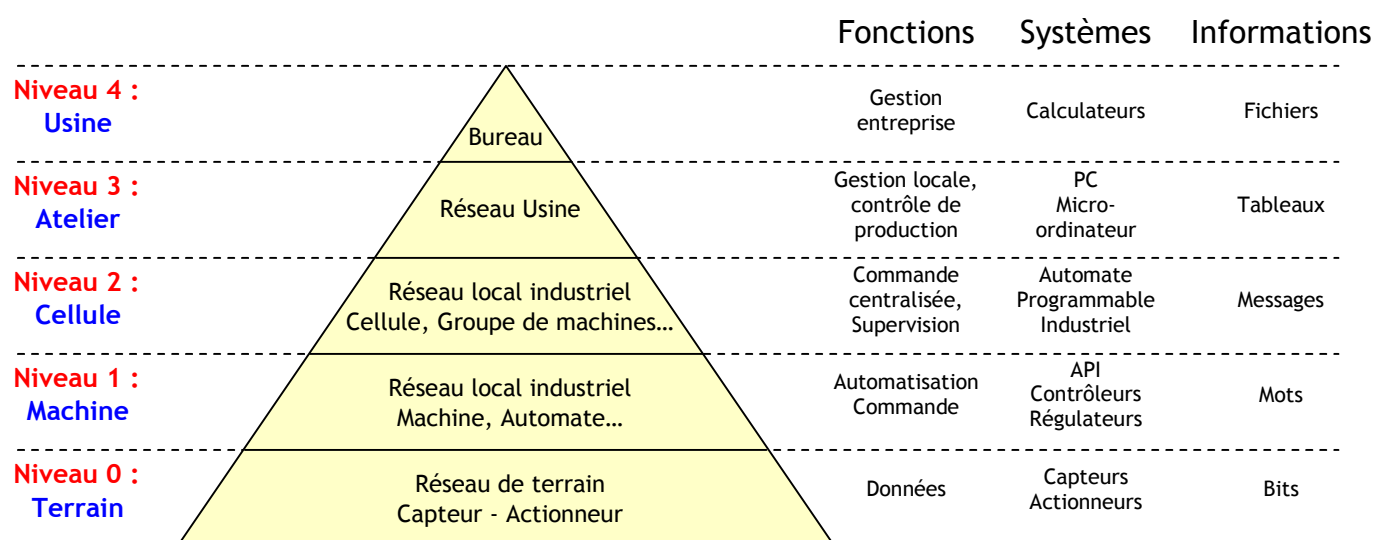 Fonctions Systèmes Informations
Niveau 4 :
Usine
Bureau
Gestion
entreprise
Calculateurs
Fichiers
Niveau 3 :
Atelier
Réseau Usine
Gestion locale,
contrôle de
production
PC
Micro-
ordinateur
Tableaux
Niveau 2 :
Cellule
Réseau local industriel
Cellule, Groupe de machines…
Commande
centralisée,
Supervision
Automate
Programmable
Industriel
Messages
Niveau 1 :
Machine
Réseau local industriel
Machine, Automate…
Automatisation
Commande
API
Contrôleurs
Régulateurs
Mots
Niveau 0 :
Terrain
Réseau de terrain
Capteur - Actionneur
Données
Capteurs
Actionneurs
Bits